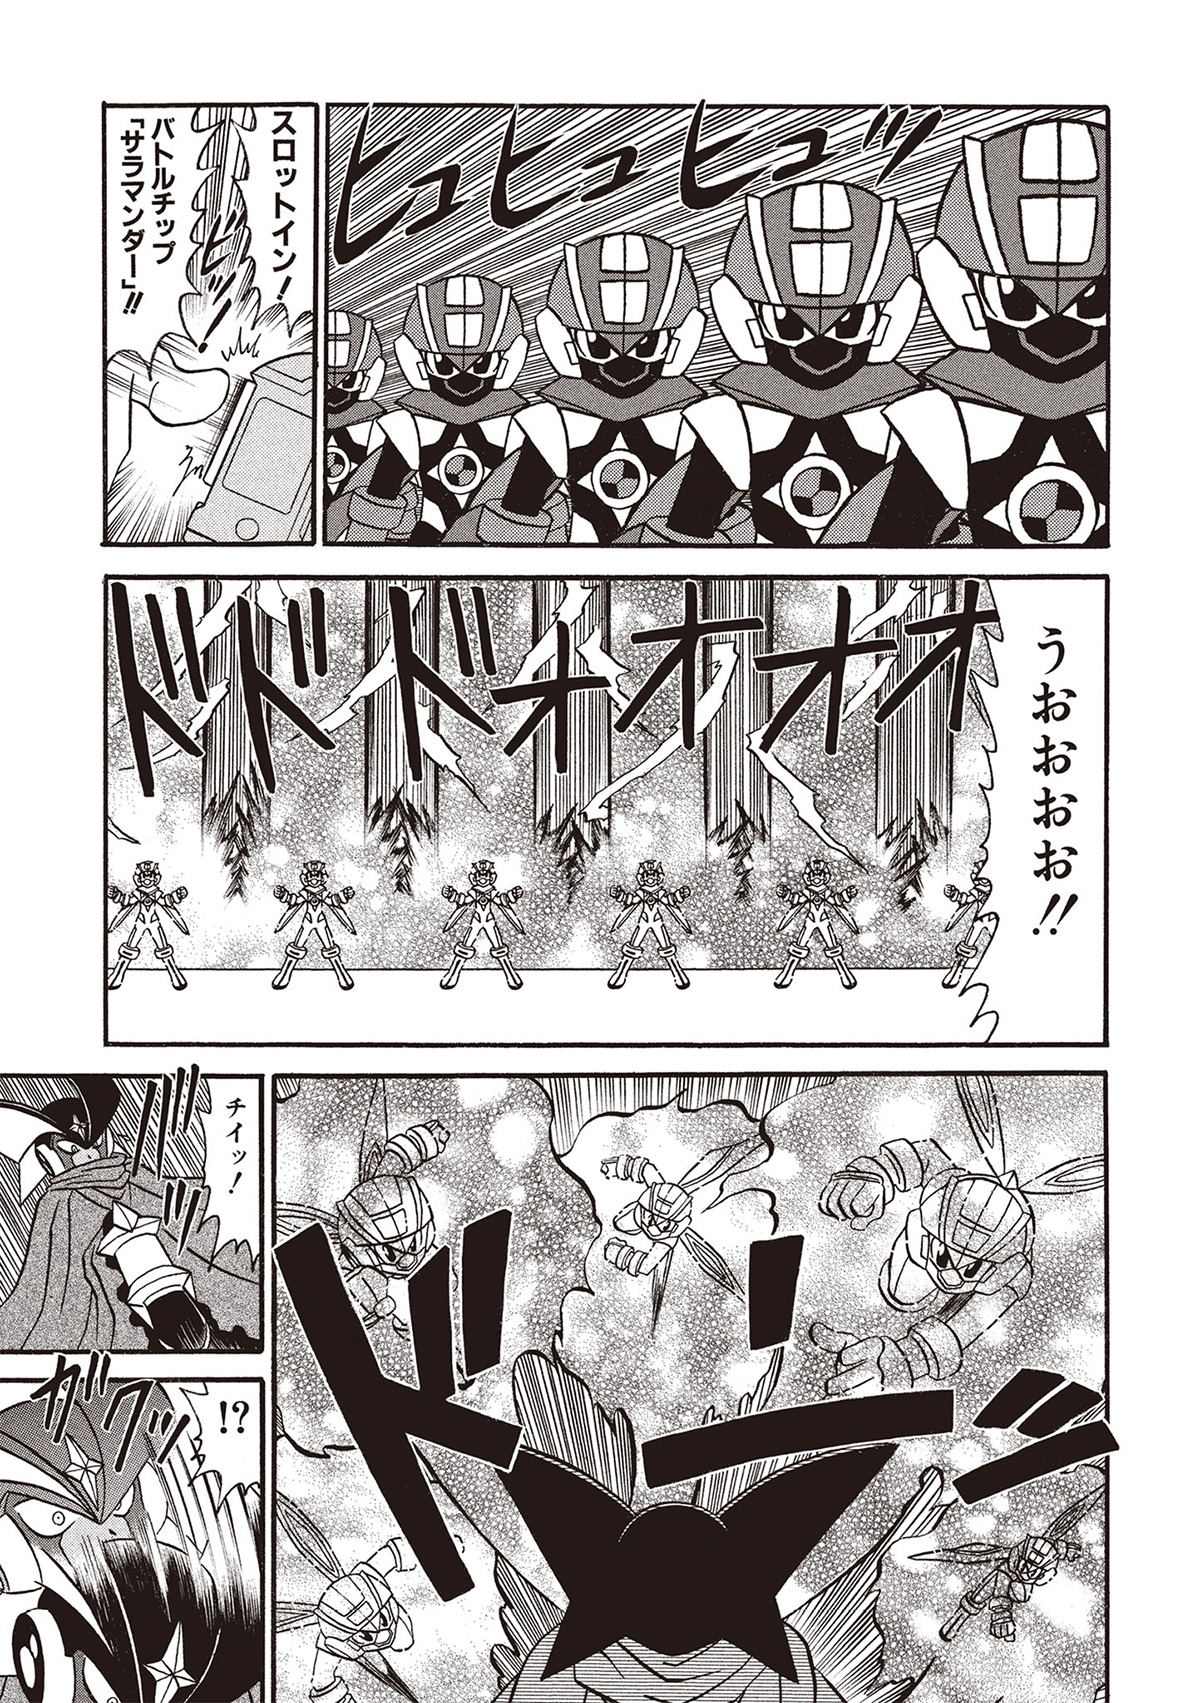 ヒュヒュヒュッ
スロットイン!
バトルチップ
「サラマンダー」!!
ピッ!
うおおおお!!
ドドドオオオオ
ドーンッ
チイッ!
!?
ガクッ